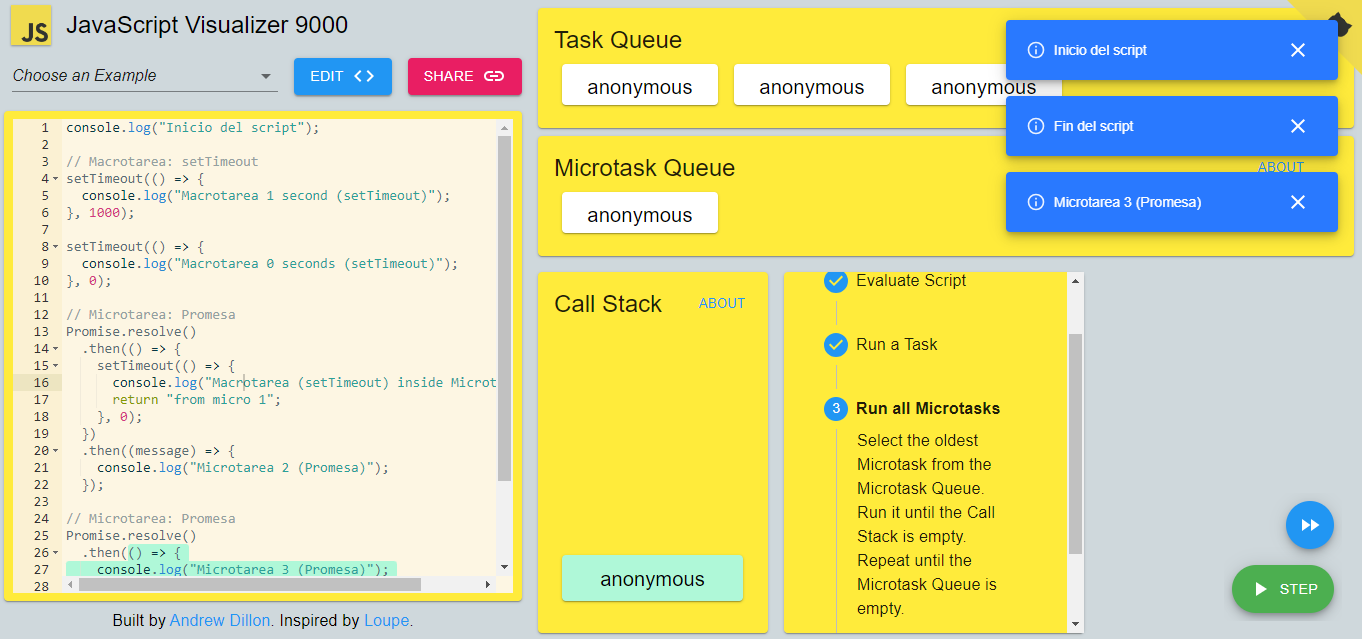 JS
JavaScript Visualizer 9000
Choose an Example
EDIT
SHARE
1 console.log("Inicio del script");
2
3 // Macrotarea: setTimeout
4 setTimeout(() => {
5 console.log("Macrotarea 1 second (setTimeout)");
6 }, 1000);
7
8 setTimeout(() => {
9 console.log("Macrotarea 0 seconds (setTimeout)");
10 }, 0);
11
12 // Microtarea: Promesa
13 Promise.resolve()
14 .then(() => {
15 setTimeout(() => {
16 console.log("Macrotarea (setTimeout) inside Microt
17 return "from micro 1";
18 }, 0);
19 })
20 .then((message) => {
21 console.log("Microtarea 2 (Promesa)");
22 });
23
24 // Microtarea: Promesa
25 Promise.resolve()
26 .then(() => {
27 console.log("Microtarea 3 (Promesa)");
28
Built by Andrew Dillon. Inspired by Loupe.
Task Queue
anonymous
anonymous
anonymous
Microtask Queue
ABOUT
anonymous
Inicio del script
Fin del script
Microtarea 3 (Promesa)
Call Stack
ABOUT
anonymous
Evaluate Script
Run a Task
3 Run all Microtasks
Select the oldest
Microtask from the
Microtask Queue.
Run it until the Call
Stack is empty.
Repeat until the
Microtask Queue is
empty.
STEP